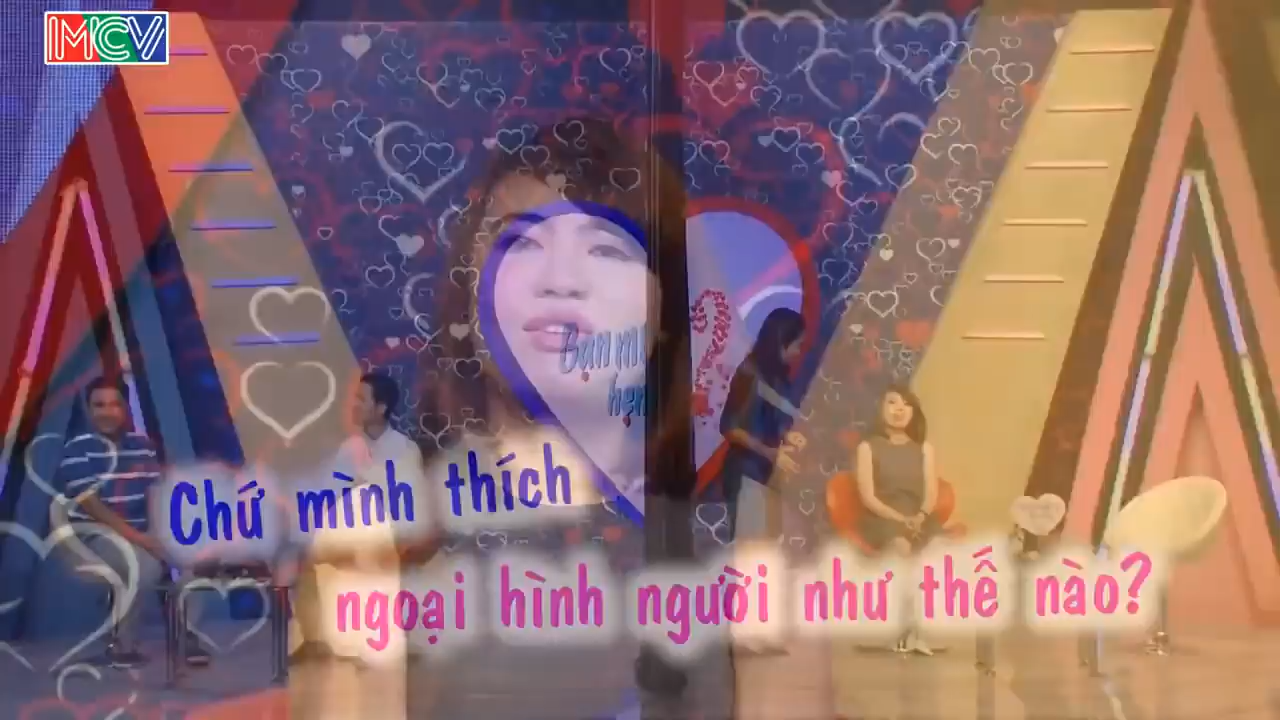 MCV
Chứ mình thích
ngoại hình người như thế nào?